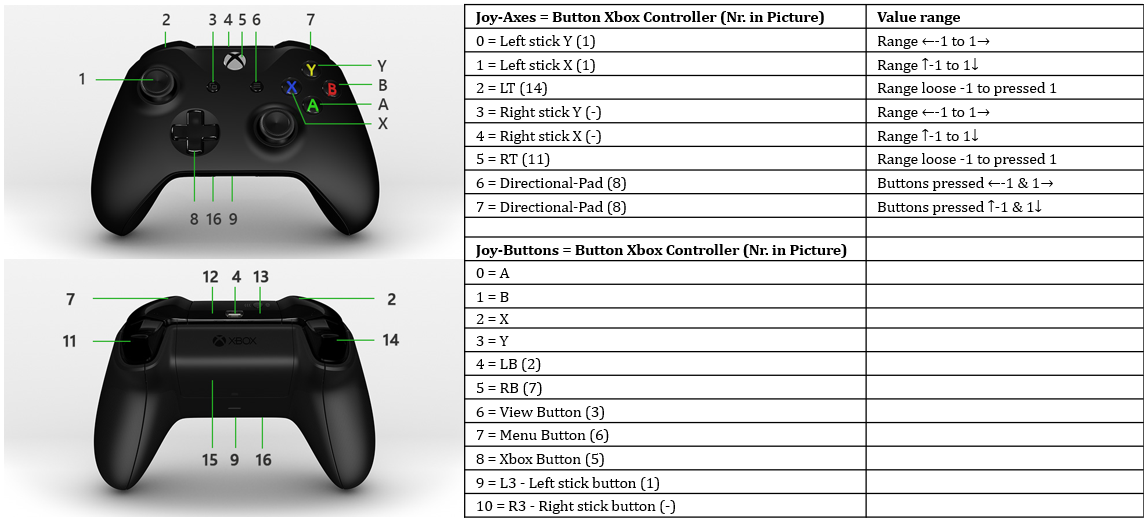 2
3
4
5
6
7
1
Y
B
A
X
Y
X
B
A
8
16
9
12
4
13
7
2
11
14
XBOX
15
9
16
Joy-Axes = Button Xbox Controller (Nr. in Picture) Value range
0 = Left stick Y (1) Range ←-1 to 1→
1 = Left stick X (1) Range ↑-1 to 1↓
2 = LT (14) Range loose -1 to pressed 1
3 = Right stick Y (-) Range ←-1 to 1→
4 = Right stick X (-) Range ↑-1 to 1↓
5 = RT (11) Range loose -1 to pressed 1
6 = Directional-Pad (8) Buttons pressed ←-1 & 1→
7 = Directional-Pad (8) Buttons pressed ↑-1 & 1↓
Joy-Buttons = Button Xbox Controller (Nr. in Picture)
0 = A
1 = B
2 = X
3 = Y
4 = LB (2)
5 = RB (7)
6 = View Button (3)
7 = Menu Button (6)
8 = Xbox Button (5)
9 = L3 - Left stick button (1)
10 = R3 - Right stick button (-)